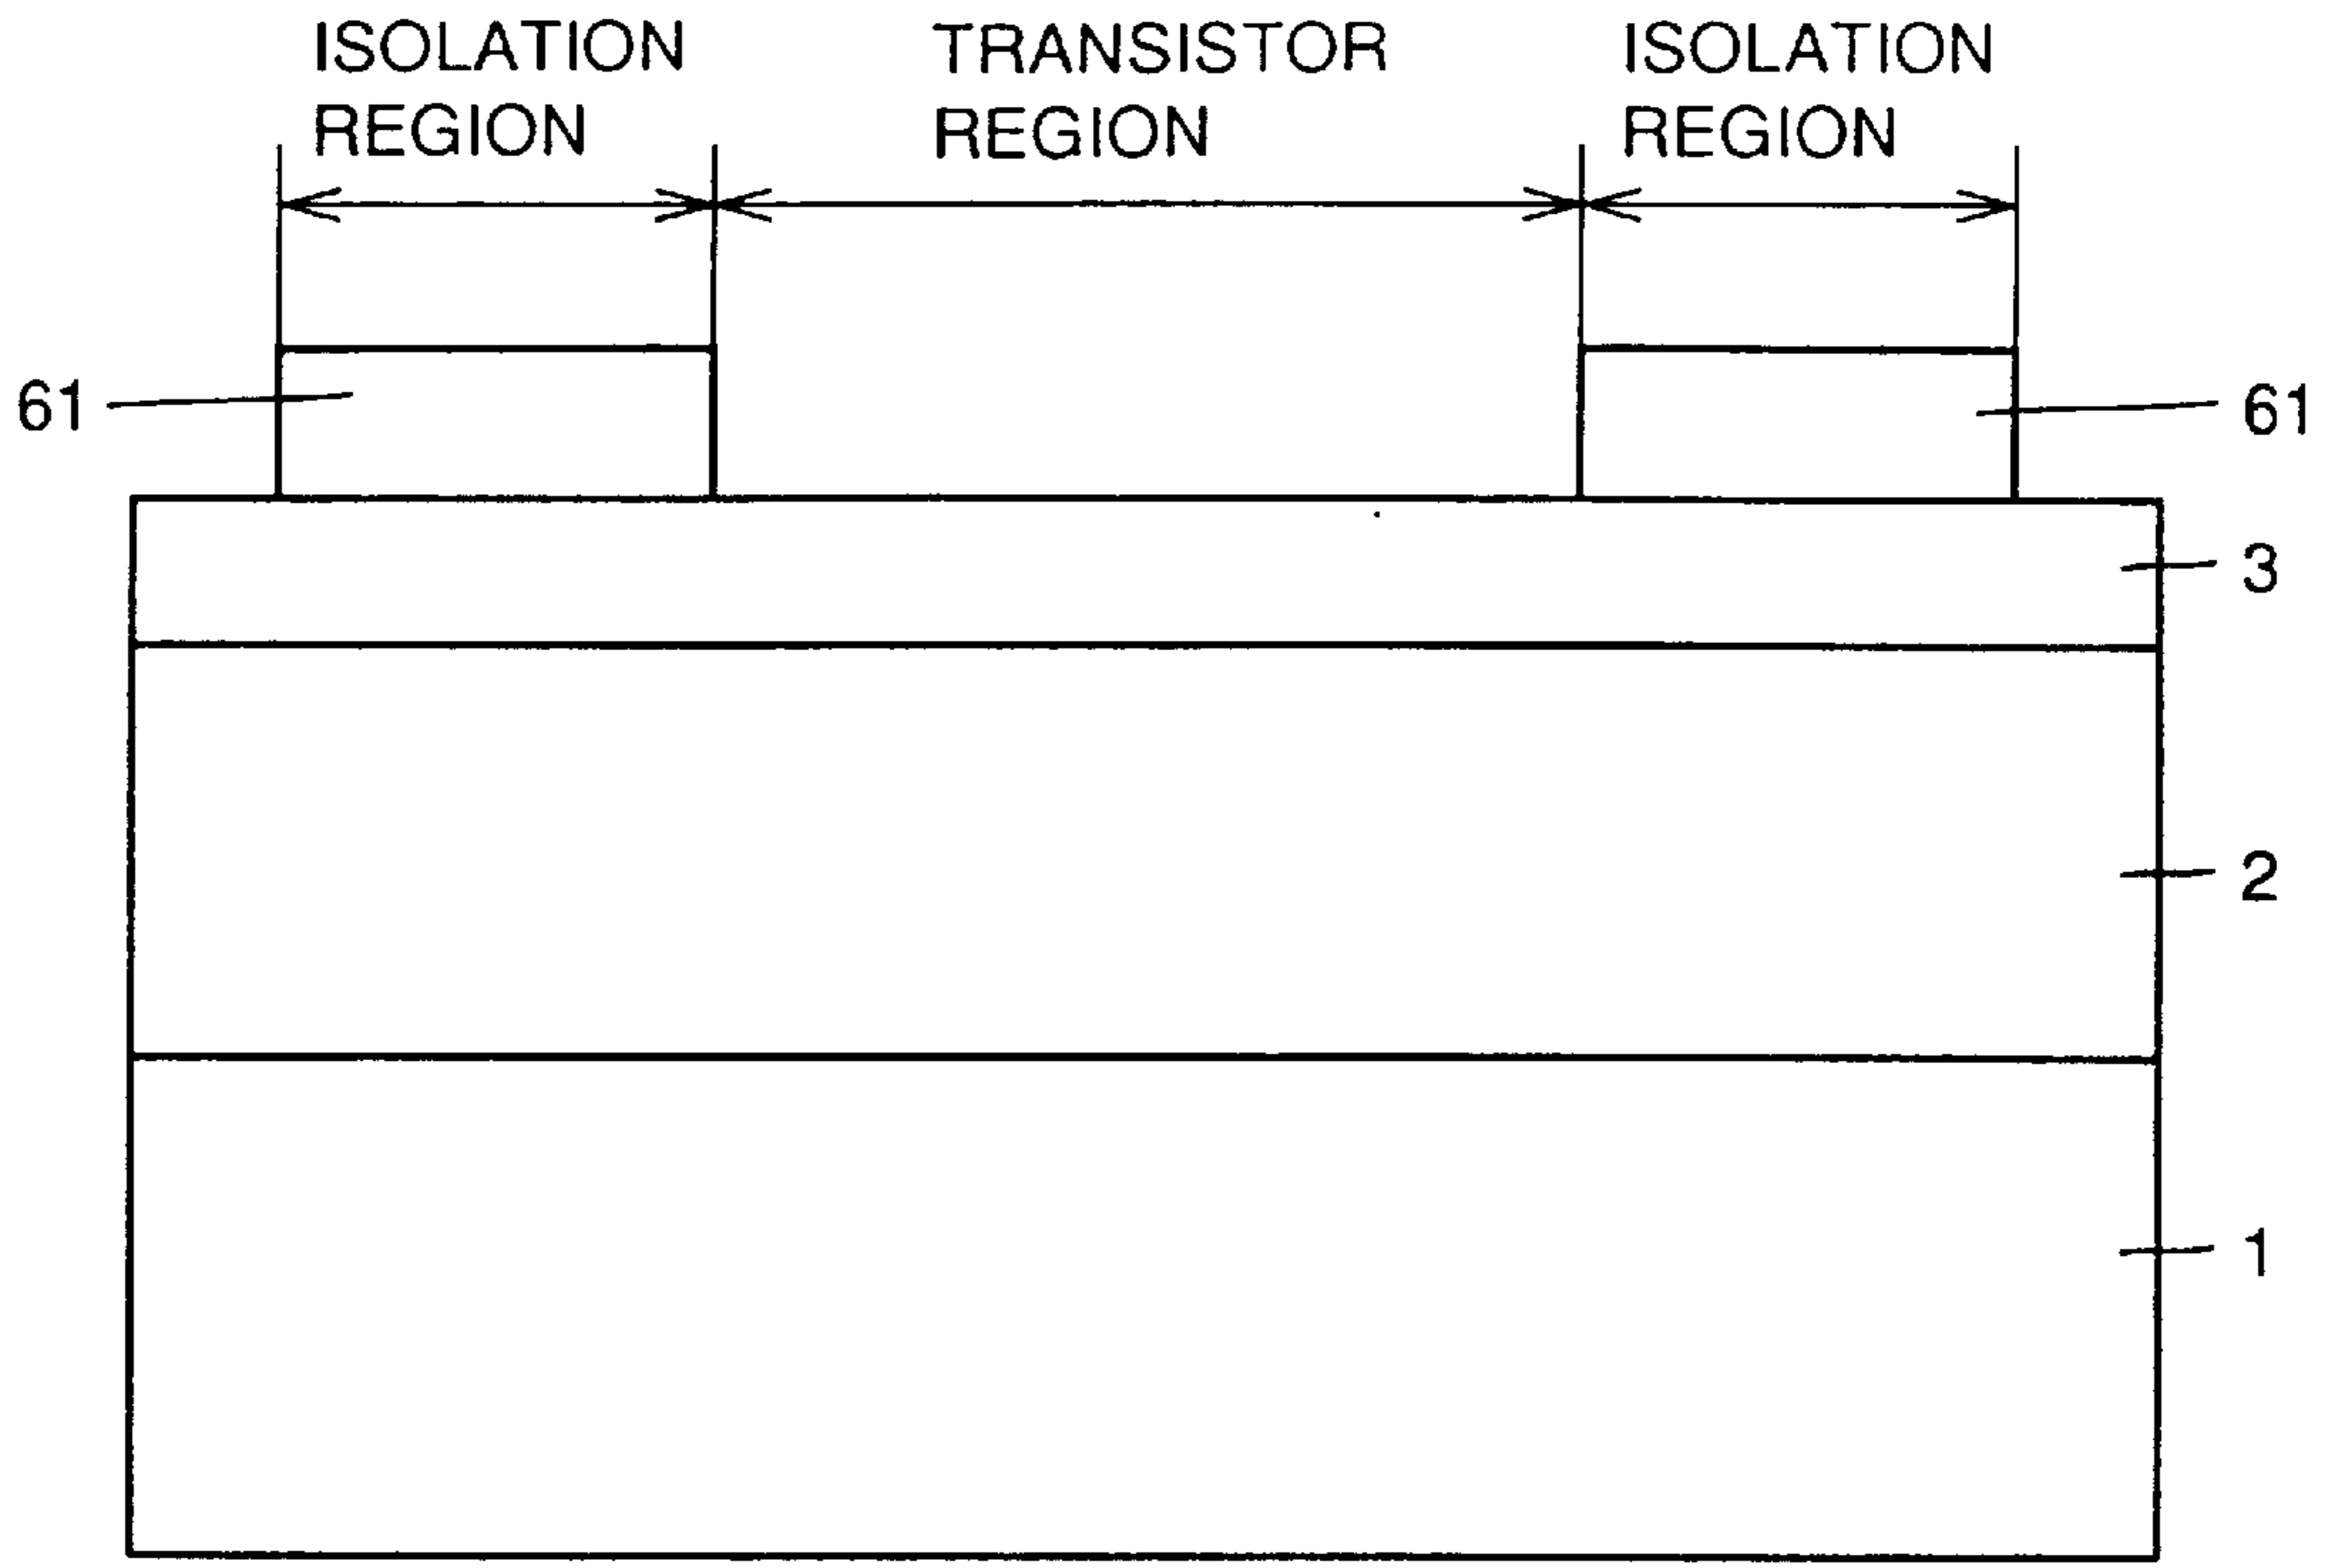 ISOLATION
REGION
TRANSISTOR
REGION
ISOLATION
REGION
61
61
3
2
1